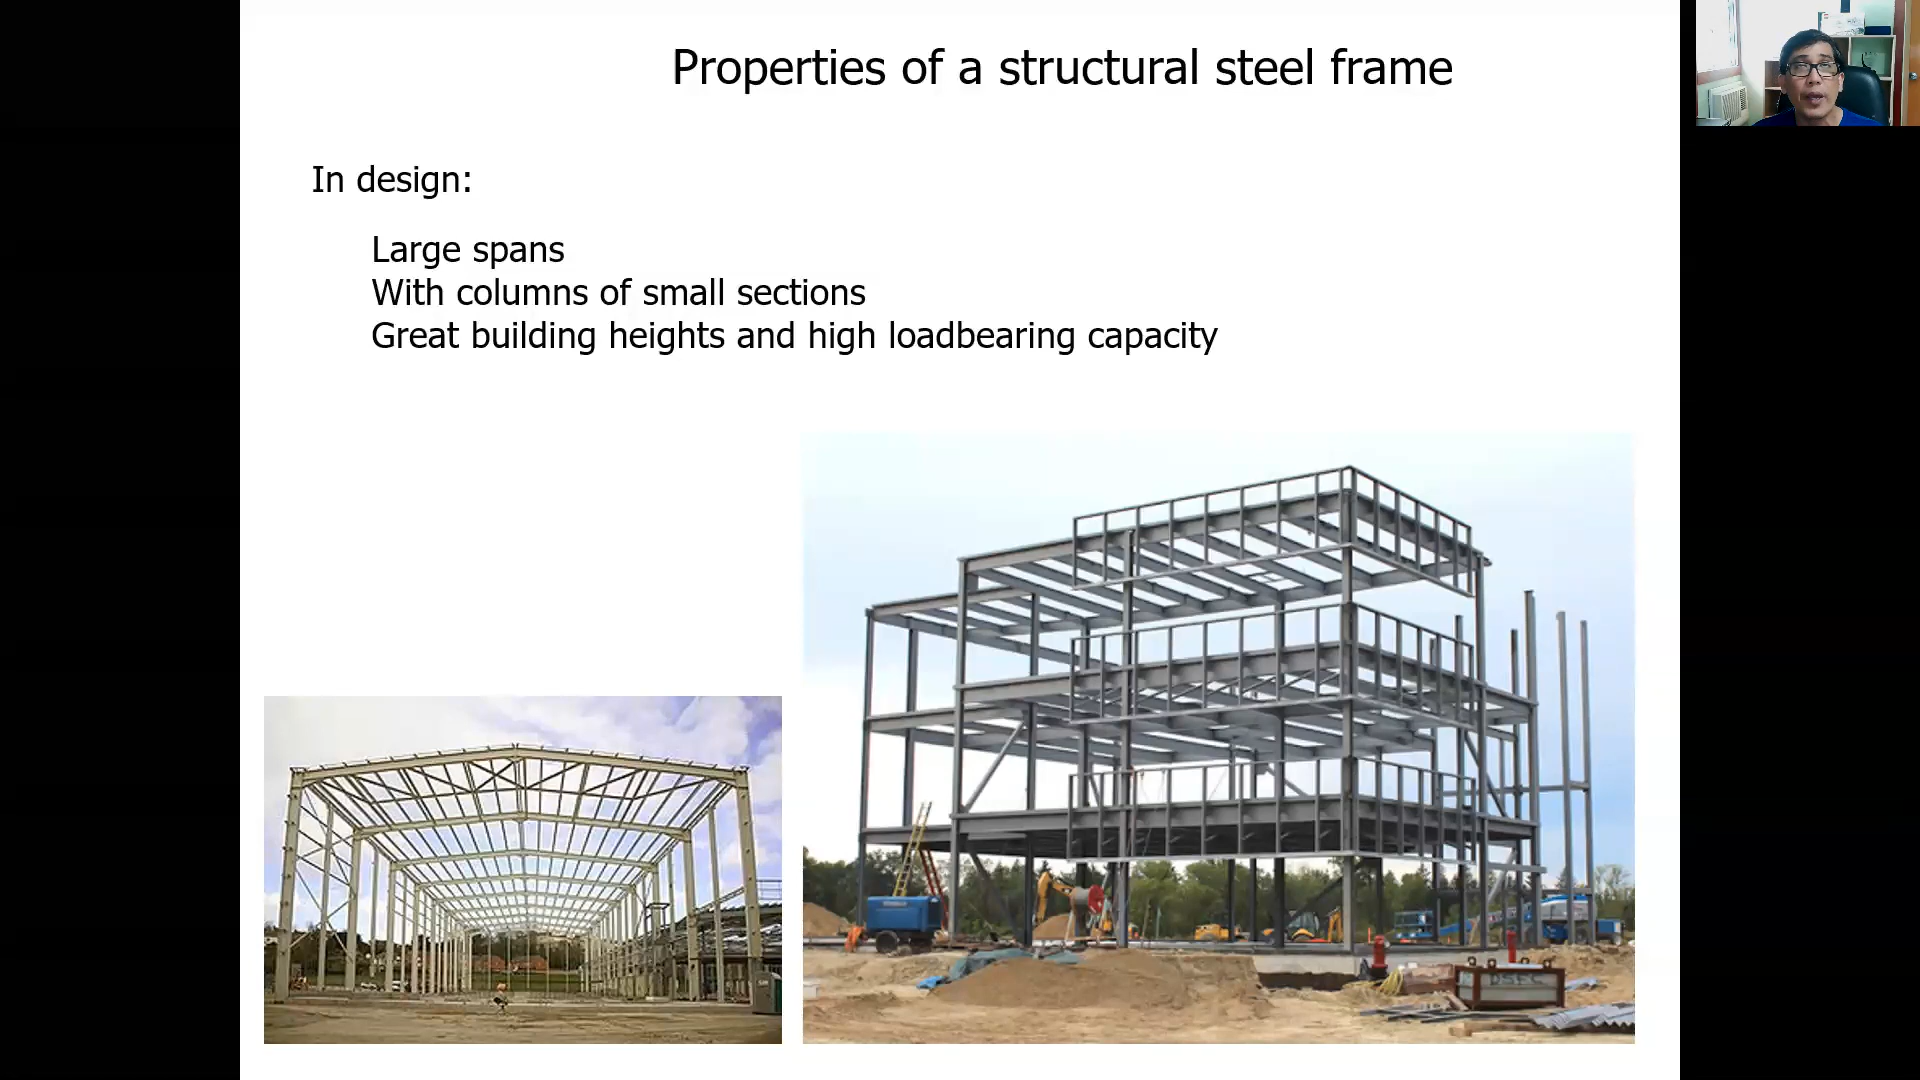 Properties of a structural steel frame
In design:
Large spans
With columns of small sections
Great building heights and high loadbearing capacity
DSEC